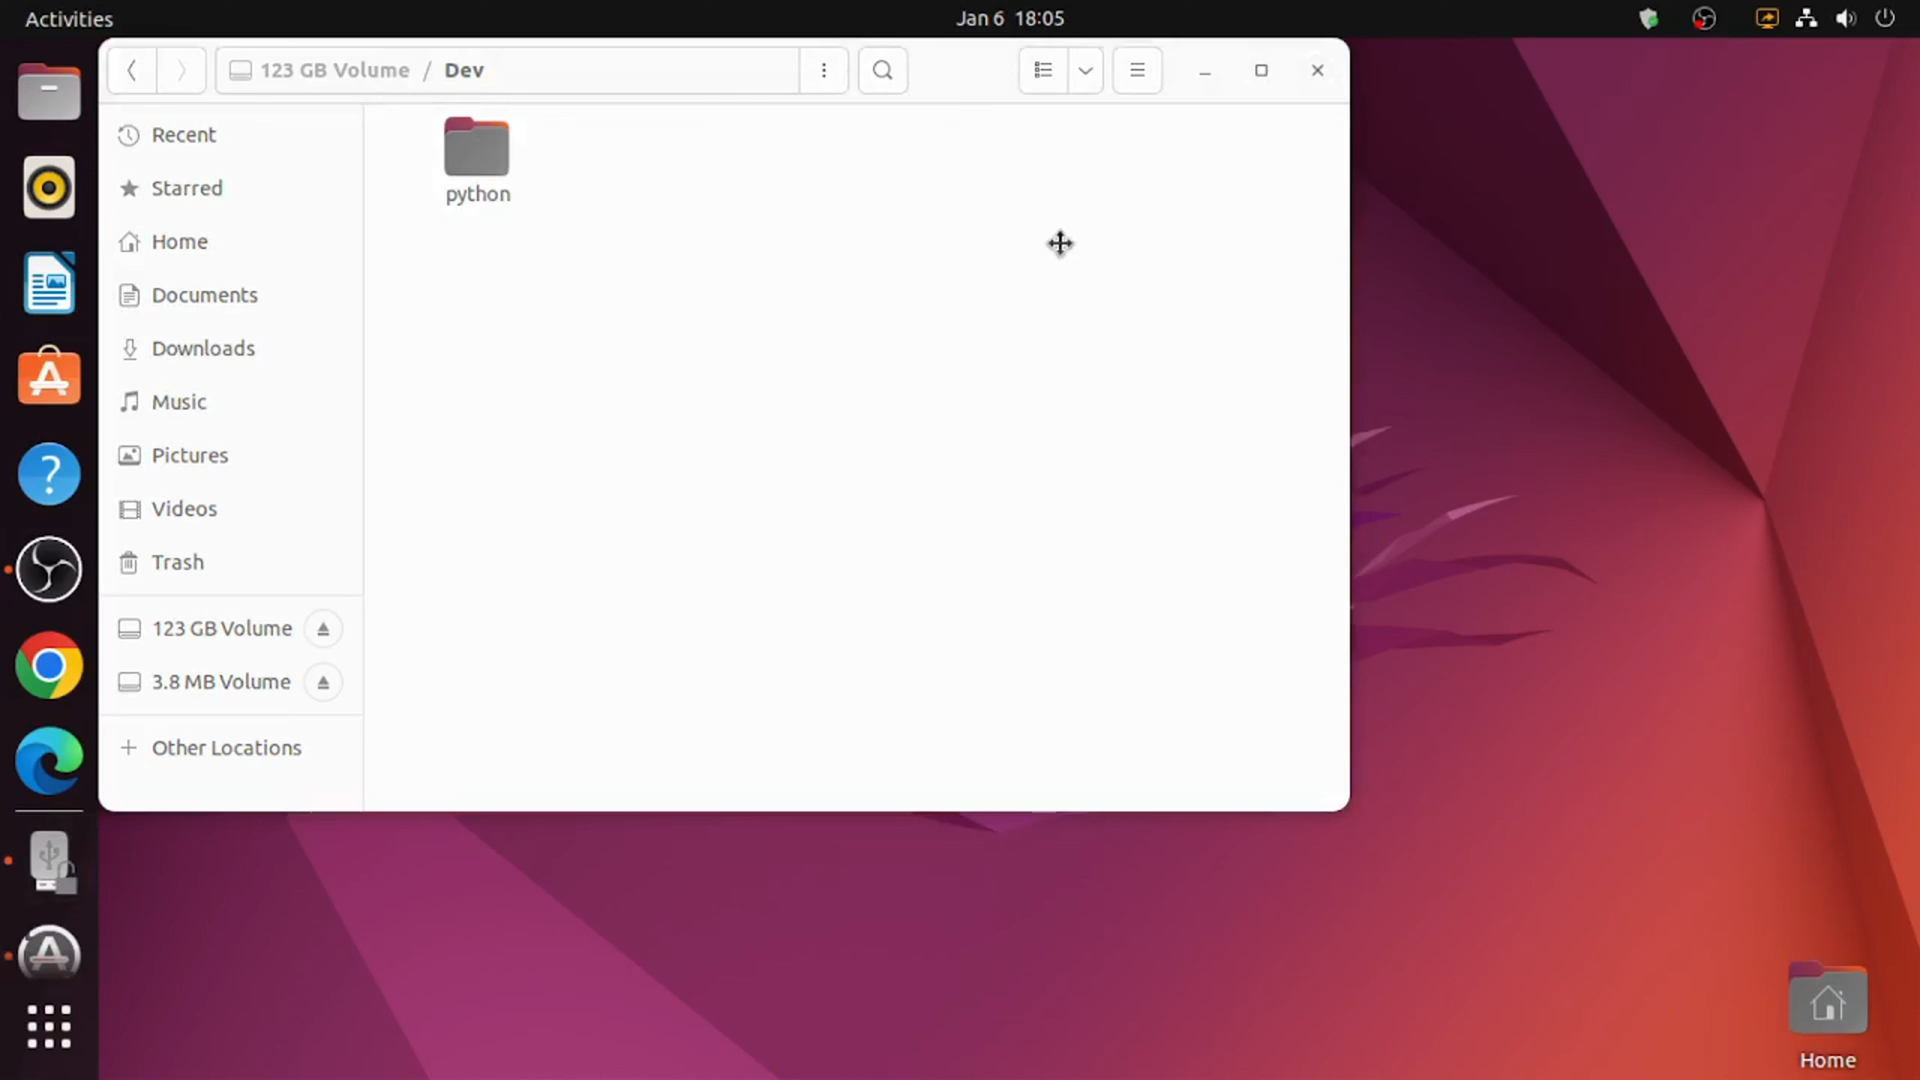 Activities
Jan 6 18:05
123 GB Volume / Dev
Recent
Starred
Home
Documents
Downloads
Music
Pictures
Videos
Trash
123 GB Volume
3.8 MB Volume
Other Locations
python
Home